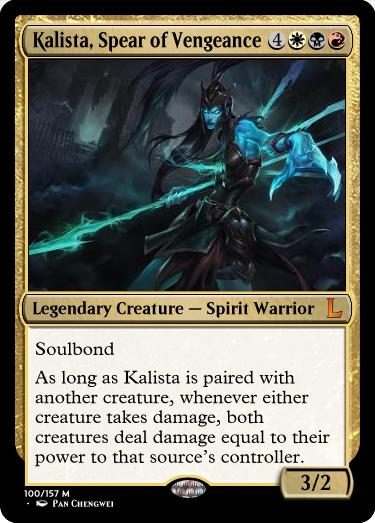 Kalista, Spear of Vengeance 4
Legendary Creature — Spirit Warrior L
Soulbond
As long as Kalista is paired with
another creature, whenever either
creature takes damage, both
creatures deal damage equal to their
power to that source's controller.
3/2
100/157 M
· Pan Chengwei